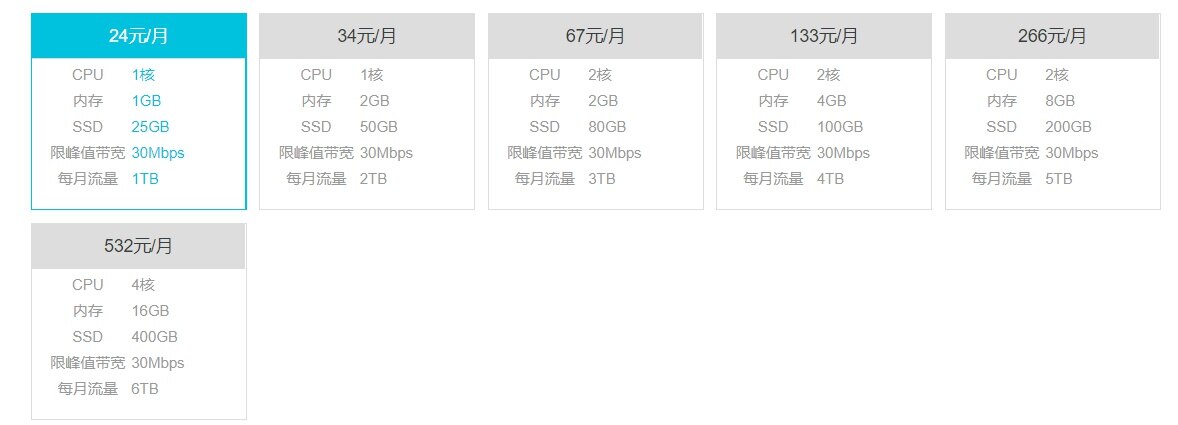 24元/月
CPU 1核
内存 1GB
SSD 25GB
限峰值带宽 30Mbps
每月流量 1TB
34元/月
CPU 1核
内存 2GB
SSD 50GB
限峰值带宽 30Mbps
每月流量 2TB
67元/月
CPU 2核
内存 2GB
SSD 80GB
限峰值带宽 30Mbps
每月流量 3TB
133元/月
CPU 2核
内存 4GB
SSD 100GB
限峰值带宽 30Mbps
每月流量 4TB
266元/月
CPU 2核
内存 8GB
SSD 200GB
限峰值带宽 30Mbps
每月流量 5TB
532元/月
CPU 4核
内存 16GB
SSD 400GB
限峰值带宽 30Mbps
每月流量 6TB